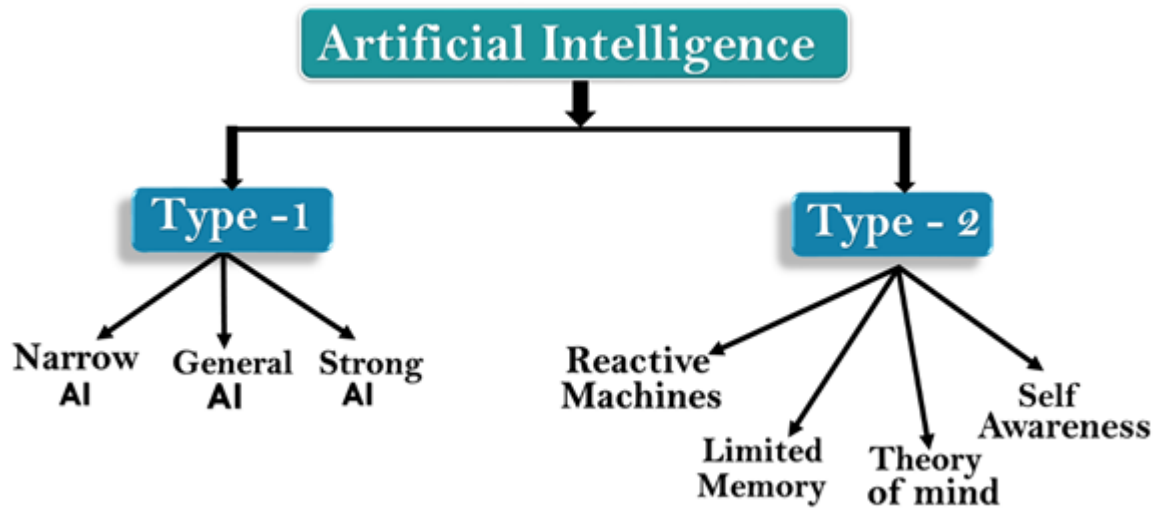 Artificial Intelligence
Type -1
Type - 2
Narrow
AI
General
AI
Strong
AI
Reactive
Machines
Limited
Memory
Theory
of mind
Self
Awareness